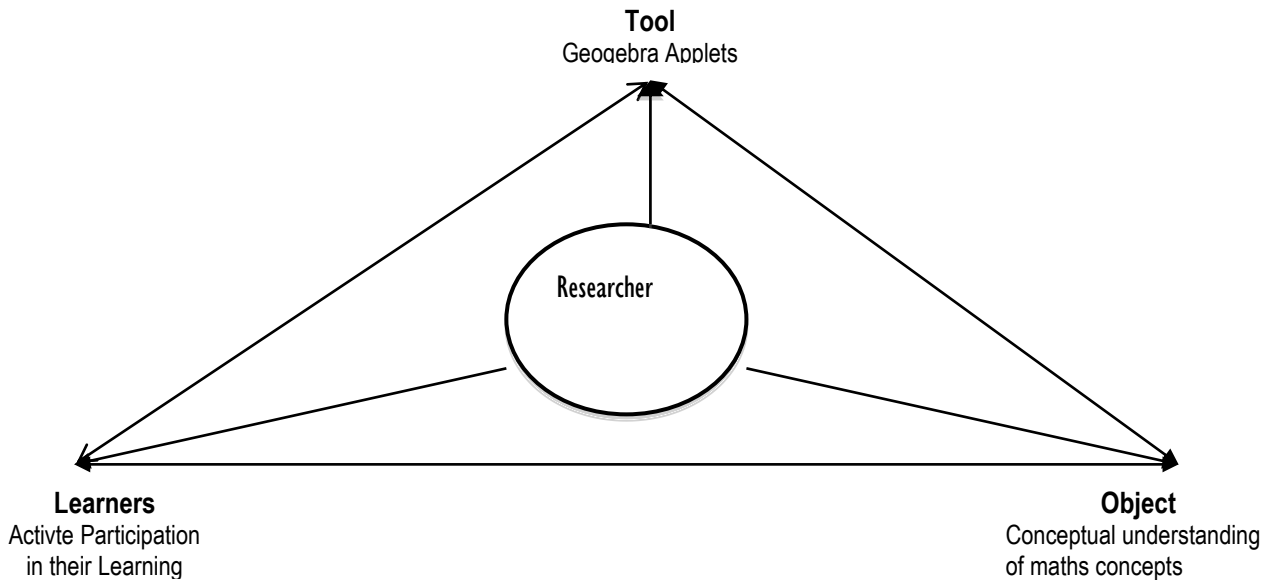 Tool
Geogebra Applets
Researcher
Learners
Activte Participation
in their Learning
Object
Conceptual understanding
of maths concepts